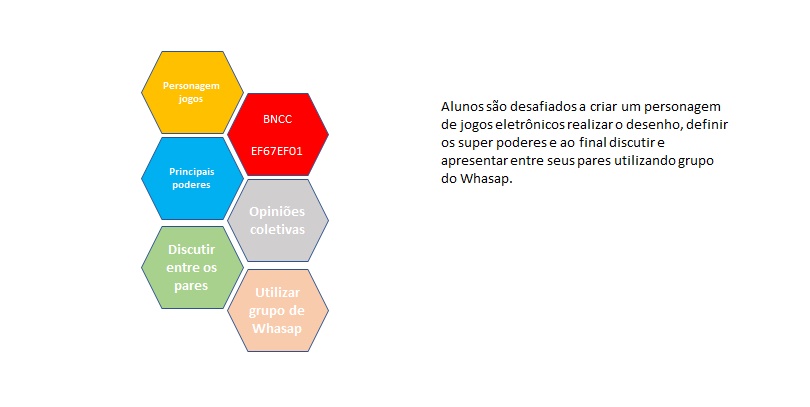 Personagem
jogos
BNCC
EF67EF01
Principais
poderes
Opiniões
coletivas
Discutir
entre os
pares
Utilizar
grupo de
Whasap
Alunos são desafiados a criar um personagem
de jogos eletrônicos realizar o desenho, definir
os super poderes e ao final discutir e
apresentar entre seus pares utilizando grupo
do Whasap.